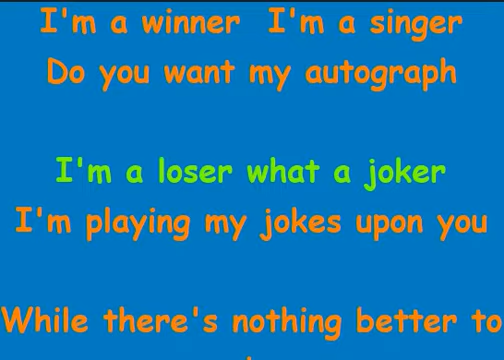 I'm a winner I'm a singer
Do you want my autograph
I'm a loser what a joker
I'm playing my jokes upon you
While there's nothing better to